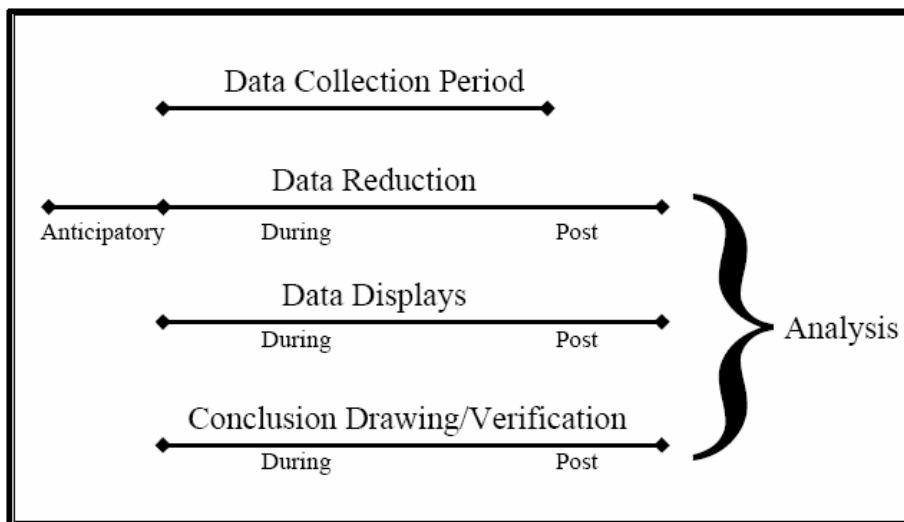 Data Collection Period
Data Reduction
Anticipatory During Post
Data Displays
During Post
Analysis
Conclusion Drawing/Verification
During Post